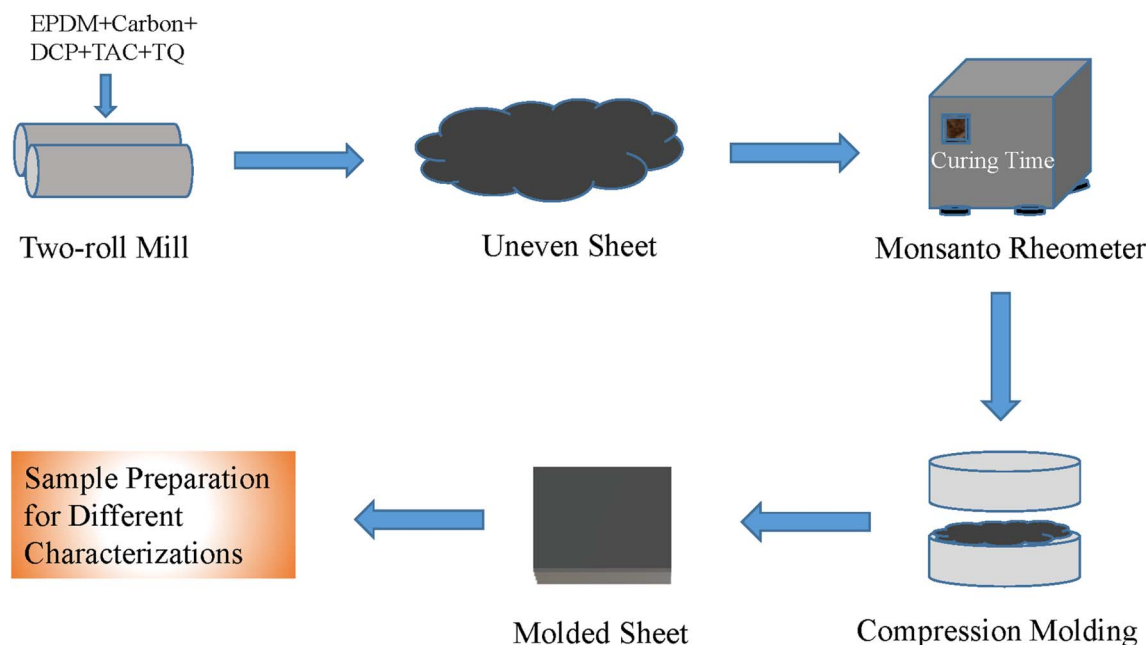 EPDM+Carbon+
DCP+TAC+TQ
Two-roll Mill
Uneven Sheet
Curing Time
Monsanto Rheometer
Sample Preparation
for Different
Characterizations
Molded Sheet
Compression Molding